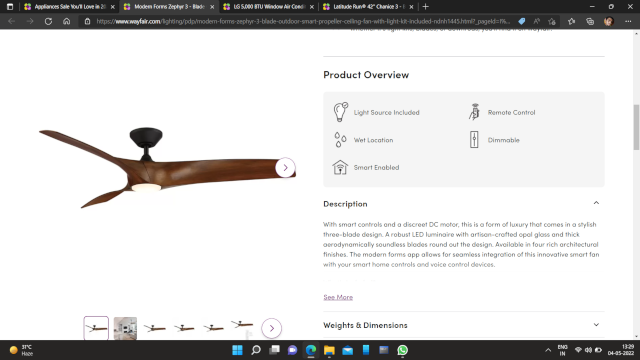 Appliances Sale You'll Love in 20
Modern Forms Zephyr 3 - Blade
LG 5,000 BTU Window Air Condi
Latitude Run® 42" Chanice 3 - B
https://www.wayfair.com/lighting/pdp/modern-forms-zephyr-3-blade-outdoor-smart-propeller-ceiling-fan-with-light-kit-included-ndnh1445.html?_pageId=f%...
Product Overview
Light Source Included
Remote Control
Wet Location
Dimmable
Smart Enabled
Description
With smart controls and a discreet DC motor, this is a form of luxury that comes in a stylish
three-blade design. A robust LED luminaire with artisan-crafted opal glass and thick
aerodynamically soundless blades round out the design. Available in four rich architectural
finishes. The modern forms app allows for seamless integration of this innovative smart fan
with your smart home controls and voice control devices.
See More
Weights & Dimensions
31°C
Haze
ENG
IN
13:29
04-05-2022